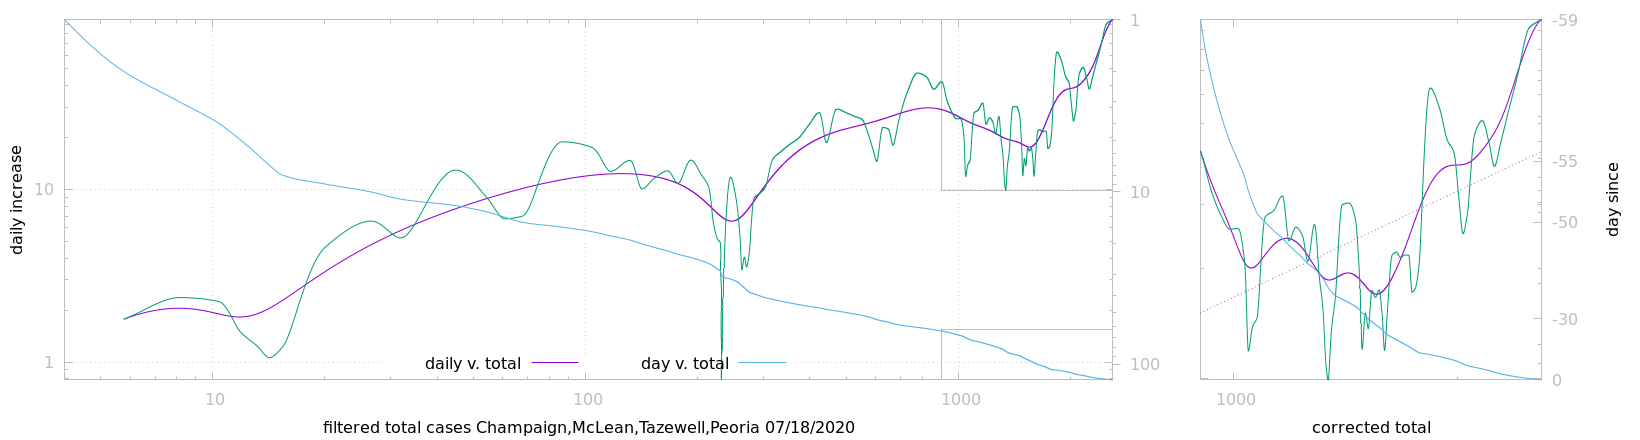 daily increase
10
1
daily v. total
day v. total
10
100
1000
filtered total cases Champaign,McLean,Tazewell,Peoria 07/18/2020
1
10
100
1000
corrected total
-59
-55
-50
-30
0
day since